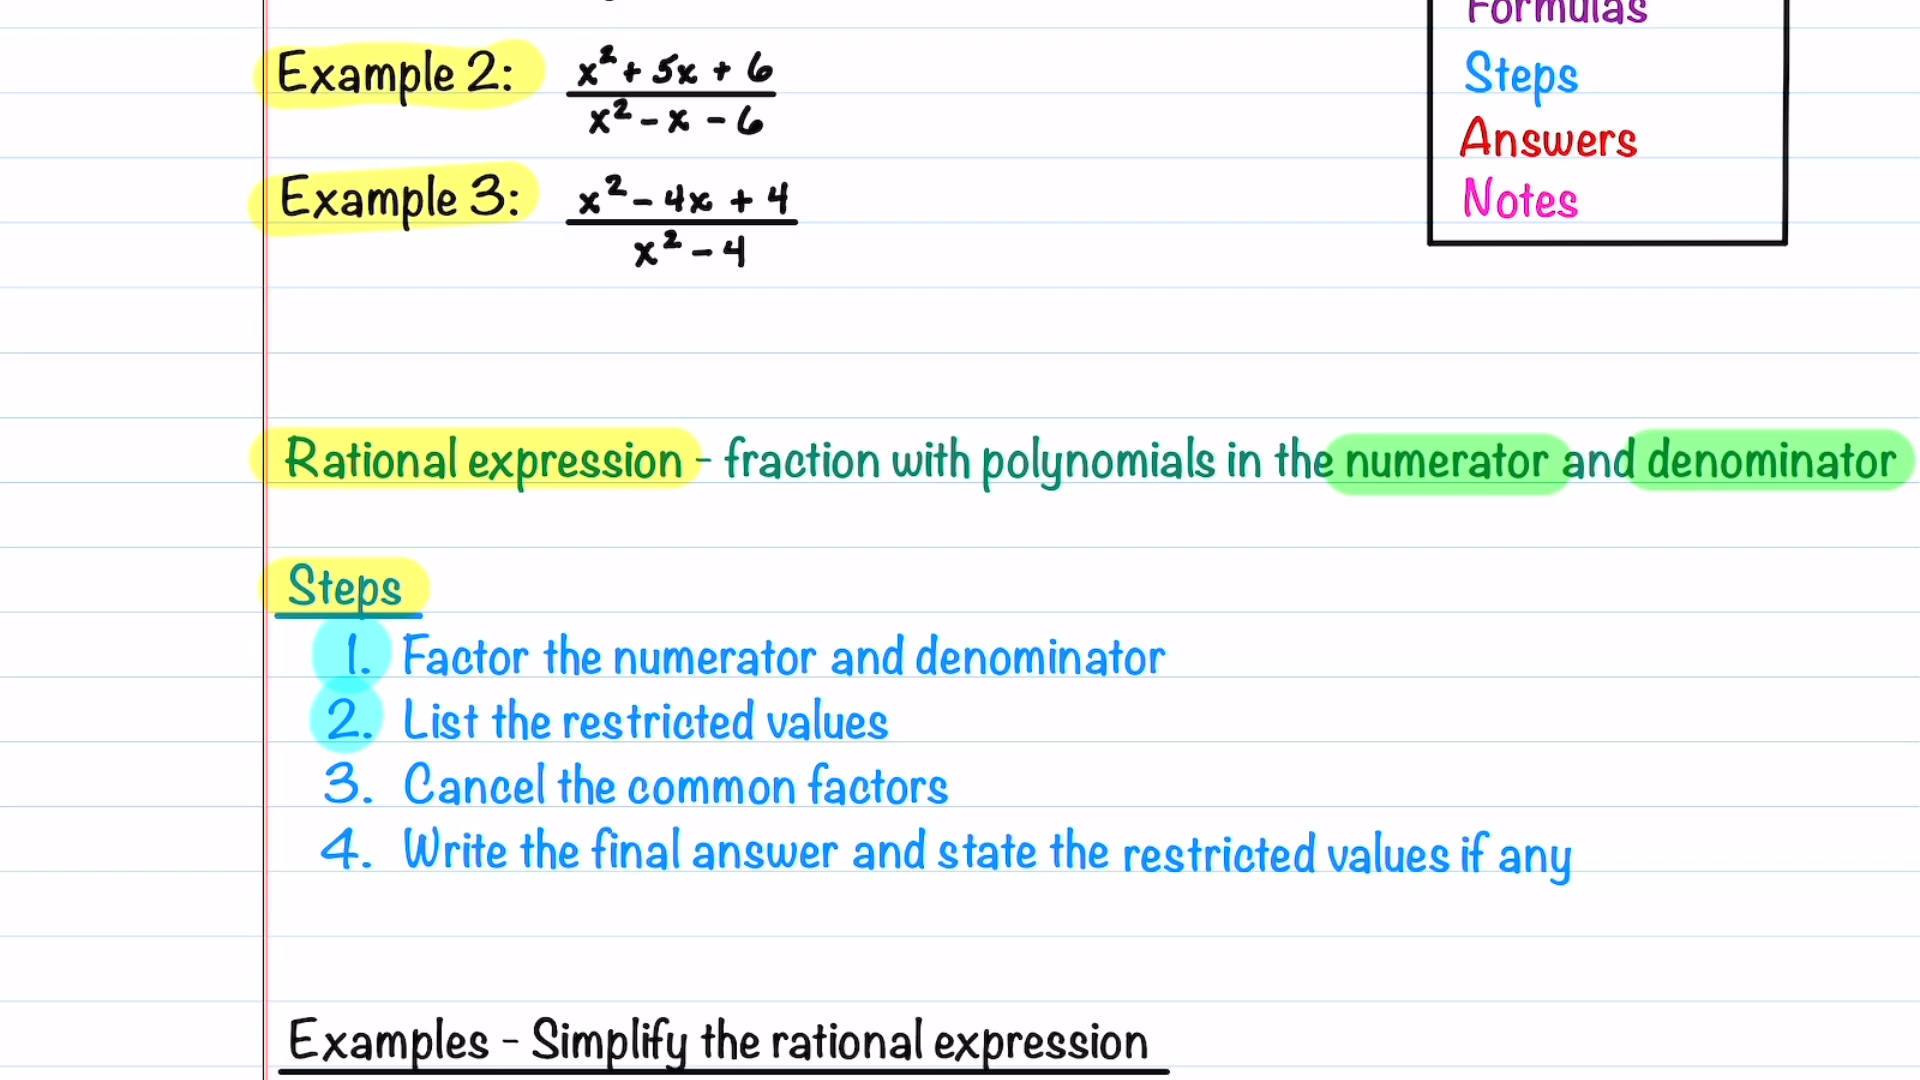 Formulas
Example 2: x² + 5x + 6
x² - x - 6
Steps
Answers
Example 3: x² - 4x + 4
x² - 4
Notes
Rational expression - fraction with polynomials in the numerator and denominator
Steps
1. Factor the numerator and denominator
2. List the restricted values
3. Cancel the common factors
4. Write the final answer and state the restricted values if any
Examples - Simplify the rational expression